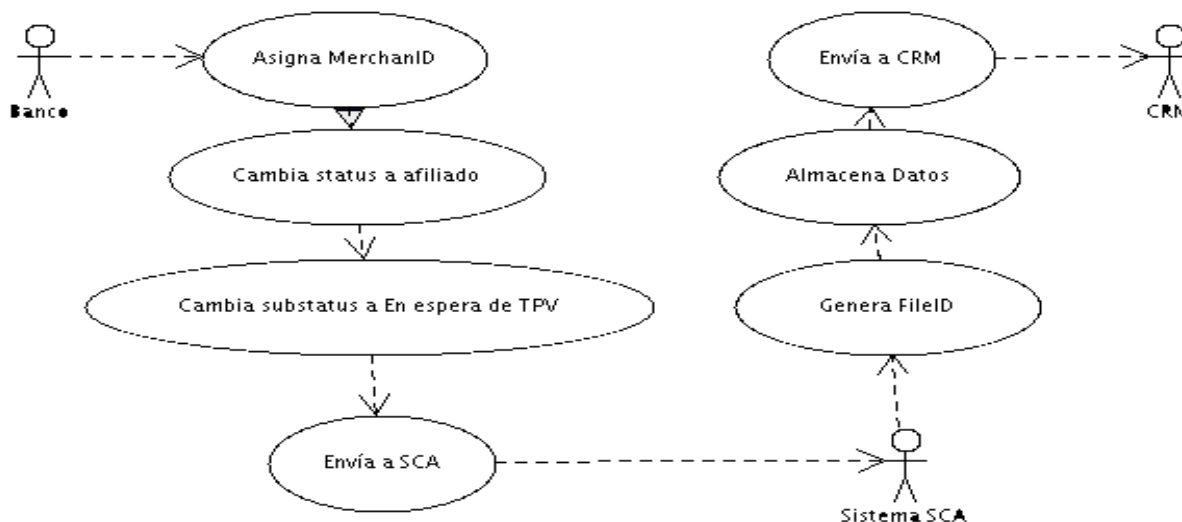 Asigna MerchanID
Envía a CRM
Banco
CRM
Cambia status a afiliado
Almacena Datos
Cambia substatus a En espera de TPV
Genera FileID
Envía a SCA
Sistema SCA